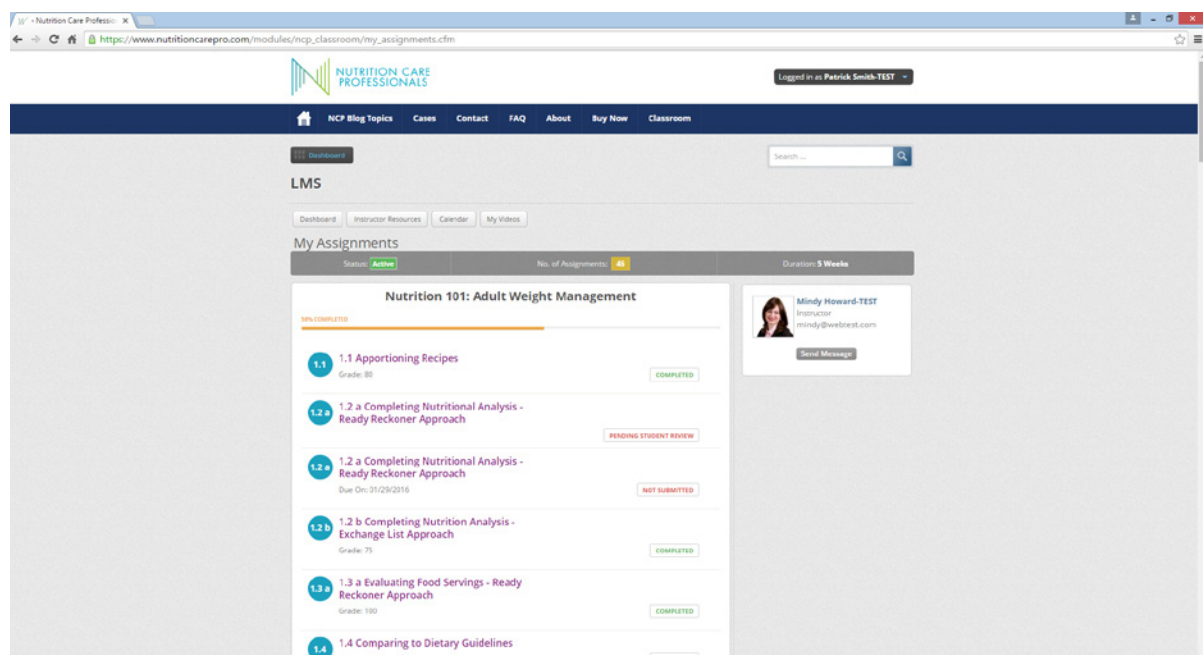 Nutrition Care Profession
https://www.nutritioncarepro.com/modules/ncp_classroom/my_assignments.cfm
NUTRITION CARE
PROFESSIONALS
Logged in as Patrick Smith-TEST
NCP Blog Topics Cases Contact FAQ About Buy Now Classroom
Dashboard
Search ...
LMS
Dashboard Instructor Resources Calendar My Videos
My Assignments
Status: Active No. of Assignments: Duration: 5 Weeks
Nutrition 101: Adult Weight Management
COMPLETED
1.1 1.1 Apportioning Recipes
Grade: 80 COMPLETED
1.2 a 1.2 a Completing Nutritional Analysis -
Ready Reckoner Approach
PENDING STUDENT REVIEW
1.2 a 1.2 a Completing Nutritional Analysis -
Ready Reckoner Approach
Due On: 01/29/2016 NOT SUBMITTED
1.2 b 1.2 b Completing Nutrition Analysis -
Exchange List Approach
Grade: 75 COMPLETED
1.3 a 1.3 a Evaluating Food Servings - Ready
Reckoner Approach
Grade: 100 COMPLETED
1.4 1.4 Comparing to Dietary Guidelines
Mindy Howard-TEST
Instructor
mindy@webtest.com
Send Message